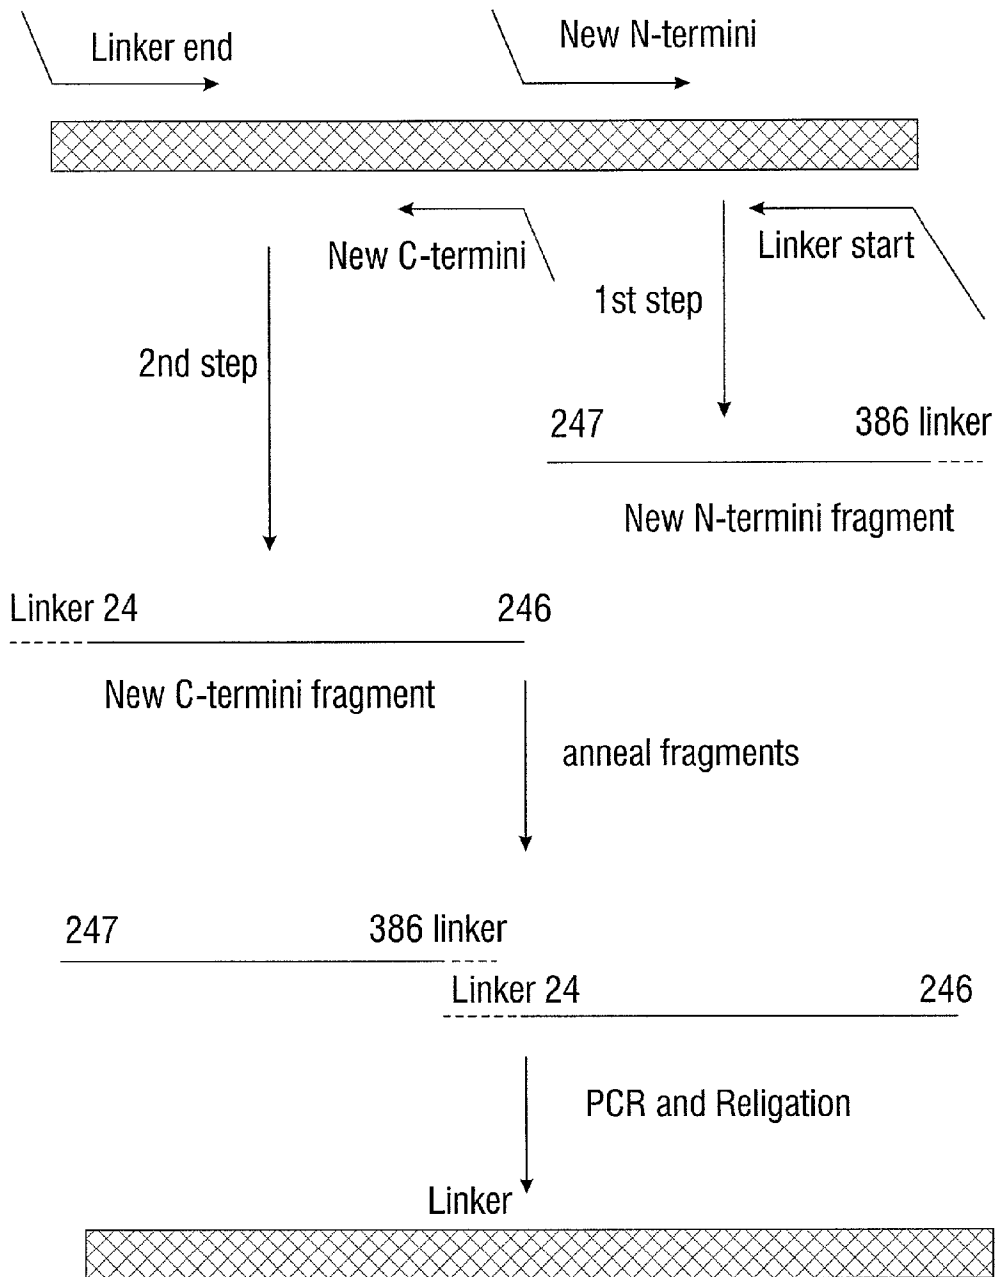 Linker end
New N-termini
New C-termini
Linker start
1st step
2nd step
247 386 linker
New N-termini fragment
Linker 24 246
New C-termini fragment
anneal fragments
247 386 linker
Linker 24 246
PCR and Religation
Linker